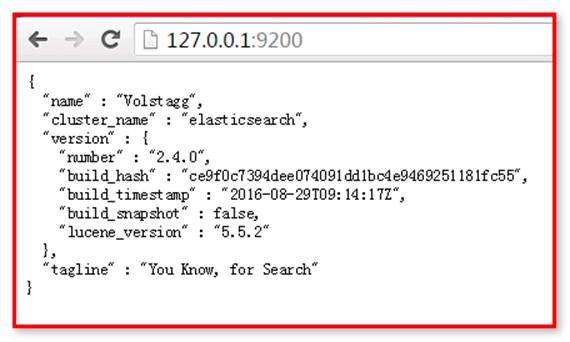 127.0.0.1:9200
{
  "name" : "Volstagg",
  "cluster_name" : "elasticsearch",
  "version" : {
    "number" : "2.4.0",
    "build_hash" : "ce9f0c7394dee074091dd1bc4e9469251181fc55",
    "build_timestamp" : "2016-08-29T09:14:17Z",
    "build_snapshot" : false,
    "lucene_version" : "5.5.2"
  },
  "tagline" : "You Know, for Search"
}